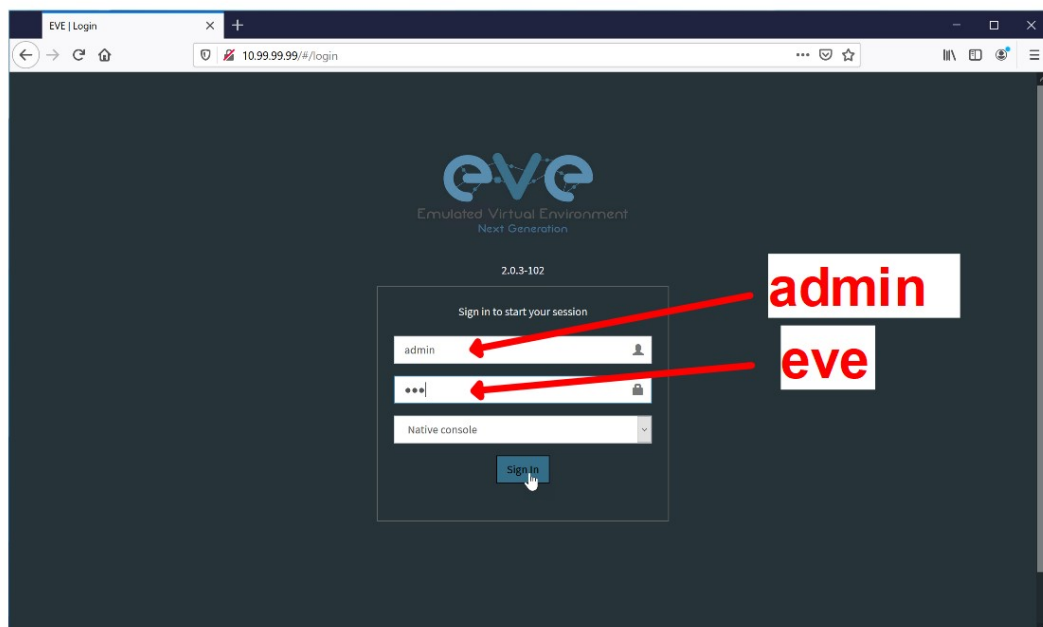 EVE | Login
10.99.99.99/#/login
eve
Emulated Virtual Environment
Next Generation
2.0.3-102
Sign in to start your session
admin
admin
eve
Native console
Sign In